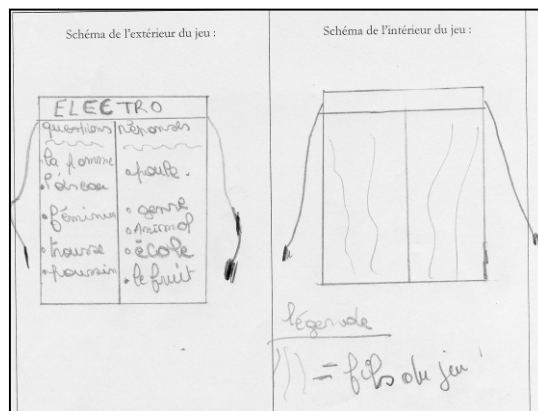 Schéma de l'extérieur du jeu :
ELECTRO
questions réponses
la pomme
l'oiseau
poule
féminin
genre
Animal
trousse
école
poussin
le fruit
Schéma de l'intérieur du jeu :
légende
= fils du jeu